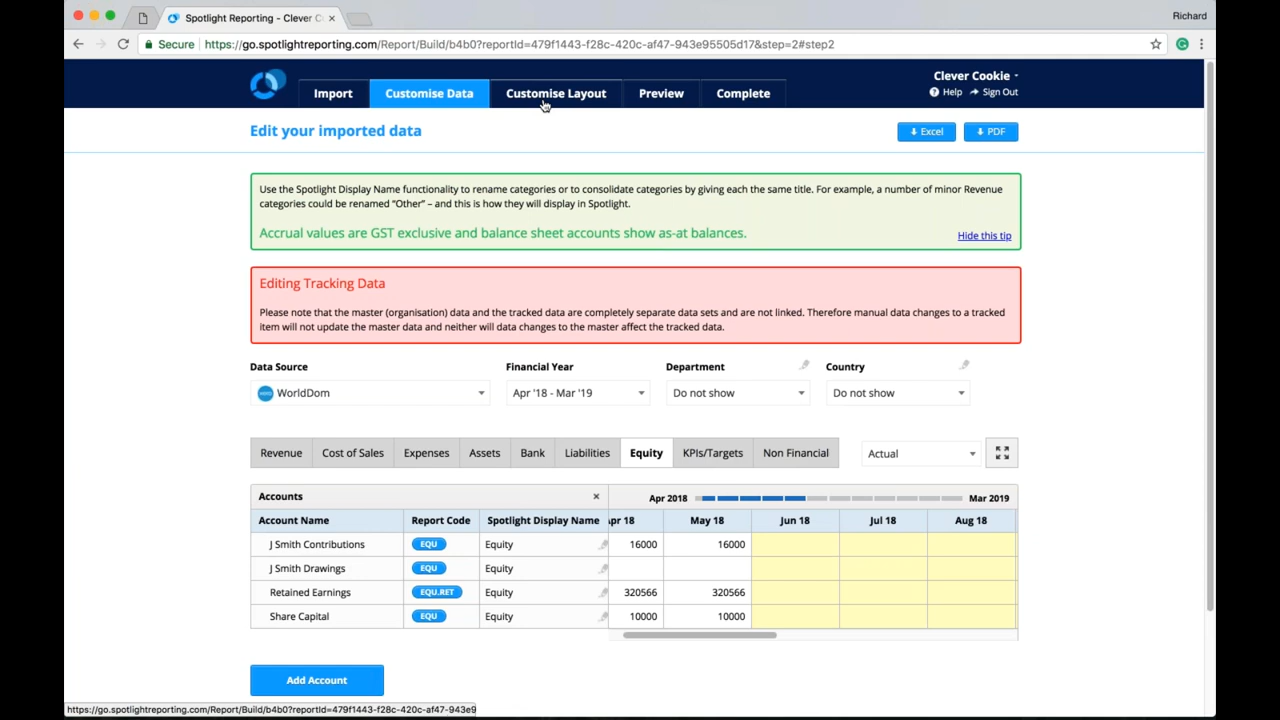 Spotlight Reporting - Clever C
Richard
Secure
https://go.spotlightreporting.com/Report/Build/b4b0?reportId=479f1443-f28c-420c-af47-943e95505d17&step=2#step2
Import
Customise Data
Customise Layout
Preview
Complete
Clever Cookie
Help
Sign Out
Edit your imported data
Excel
PDF
Use the Spotlight Display Name functionality to rename categories or to consolidate categories by giving each the same title. For example, a number of minor Revenue
categories could be renamed “Other” – and this is how they will display in Spotlight.
Accrual values are GST exclusive and balance sheet accounts show as-at balances.
Hide this tip
Editing Tracking Data
Please note that the master (organisation) data and the tracked data are completely separate data sets and are not linked. Therefore manual data changes to a tracked
item will not update the master data and neither will data changes to the master affect the tracked data.
Data Source
Financial Year
Department
Country
WorldDom
Apr '18 - Mar '19
Do not show
Do not show
Revenue
Cost of Sales
Expenses
Assets
Bank
Liabilities
Equity
KPIs/Targets
Non Financial
Actual
Accounts
Apr 2018
Mar 2019
Account Name
Report Code
Spotlight Display Name
pr 18
May 18
Jun 18
Jul 18
Aug 18
J Smith Contributions
EQU
Equity
16000
16000
J Smith Drawings
EQU
Equity
Retained Earnings
EQU.RET
Equity
320566
320566
Share Capital
EQU
Equity
10000
10000
Add Account
https://go.spotlightreporting.com/Report/Build/b4b0?reportId=479f1443-f28c-420c-af47-943e9